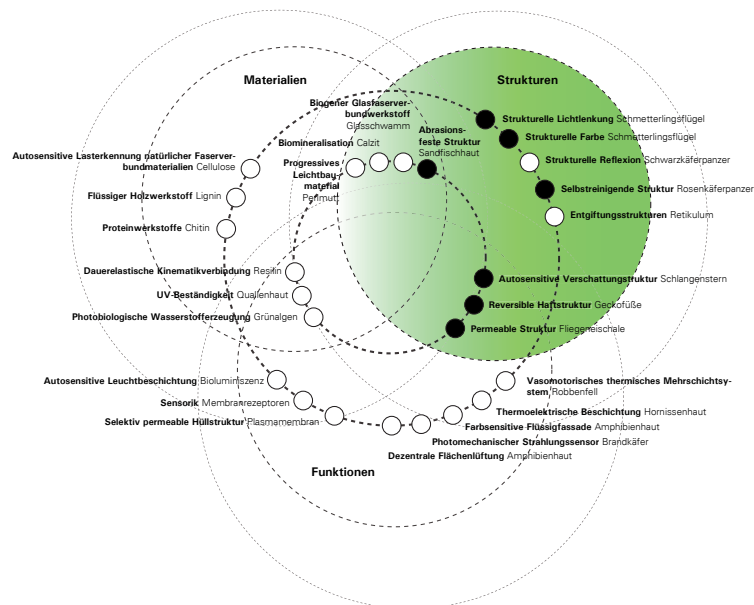 Materialien
Strukturen
Biogener Glasfaserver-
bundwerkstoff
Glasschwamm
Biomineralisation Calzit
Progressives
Leichtbau-
material
Perlmutt
Abrasions-
feste Struktur
Sandfischhaut
Strukturelle Lichtlenkung Schmetterlingsflügel
Strukturelle Farbe Schmetterlingsflügel
Strukturelle Reflexion Schwarzkäferpanzer
Selbstreinigende Struktur Rosenkäferpanzer
Entgiftungsstrukturen Retikulum
Autosensitive Lasterkennung natürlicher Faserver-
bundmaterialien Cellulose
Flüssiger Holzwerkstoff Lignin
Proteinwerkstoffe Chitin
Dauerelastische Kinematikverbindung Resilin
UV-Beständigkeit Quallenhaut
Photobiologische Wasserstofferzeugung Grünalgen
Autosensitive Verschattungstruktur Schlangenstern
Reversible Haftstruktur Geckofüße
Permeable Struktur Fliegeneischale
Autosensitive Leuchtbeschichtung Biolumineszenz
Sensorik Membranrezeptoren
Selektiv permeable Hüllstruktur Plasmamembran
Vasomotorisches thermisches Mehrschichtsy-
stem Robbenfell
Thermoelektrische Beschichtung Hornissenhaut
Farbsensitive Flüssigfassade Amphibienhaut
Photomechanischer Strahlungssensor Brandkäfer
Dezentrale Flächenlüftung Amphibienhaut
Funktionen